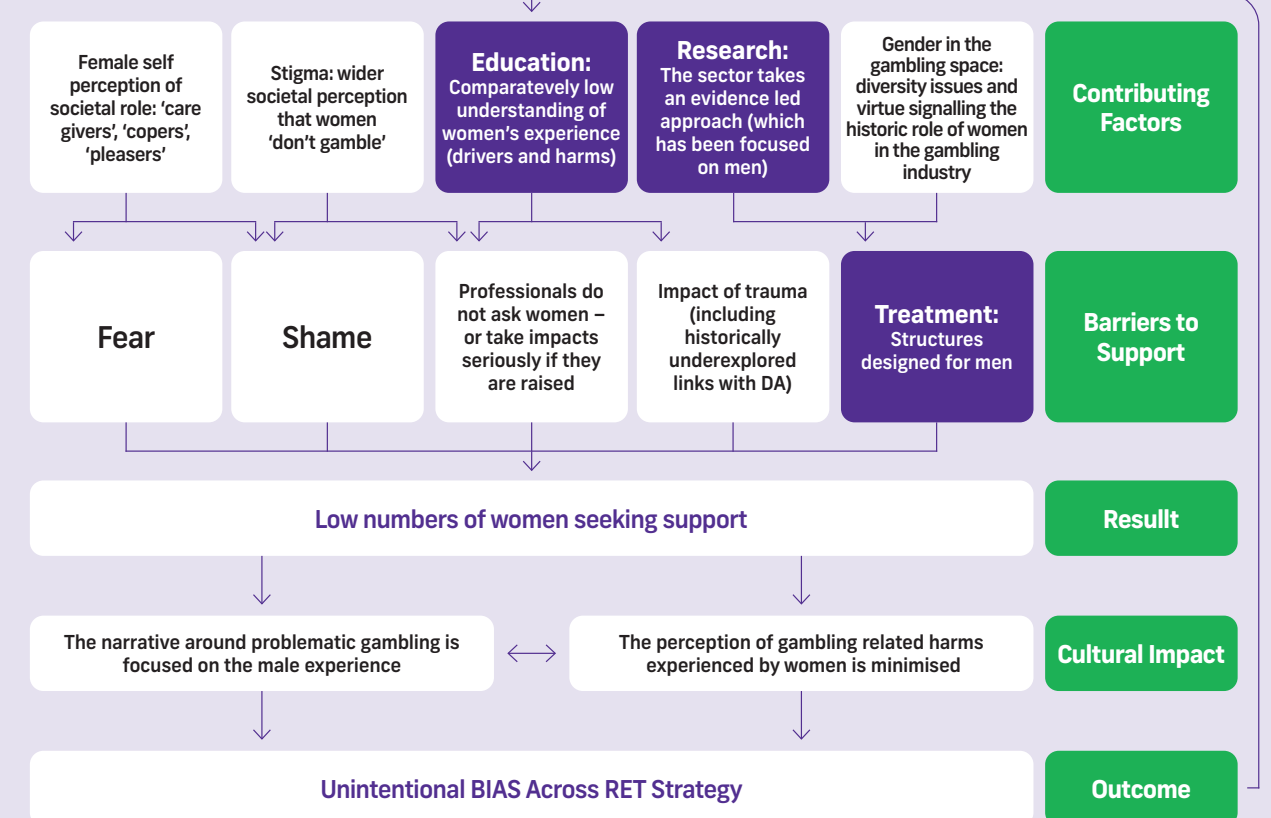 Female self
perception of
societal role: ‘care
givers’, ‘copers’,
‘pleasers’
Stigma: wider
societal perception
that women
‘don’t gamble’
Education:
Comparatevely low
understanding of
women’s experience
(drivers and harms)
Research:
The sector takes
an evidence led
approach (which
has been focused
on men)
Gender in the
gambling space:
diversity issues and
virtue signalling the
historic role of women
in the gambling
industry
Contributing
Factors
Fear
Shame
Professionals do
not ask women –
or take impacts
seriously if they
are raised
Impact of trauma
(including
historically
underexplored
links with DA)
Treatment:
Structures
designed for men
Barriers to
Support
Low numbers of women seeking support
Resullt
The narrative around problematic gambling is
focused on the male experience
The perception of gambling related harms
experienced by women is minimised
Cultural Impact
Unintentional BIAS Across RET Strategy
Outcome